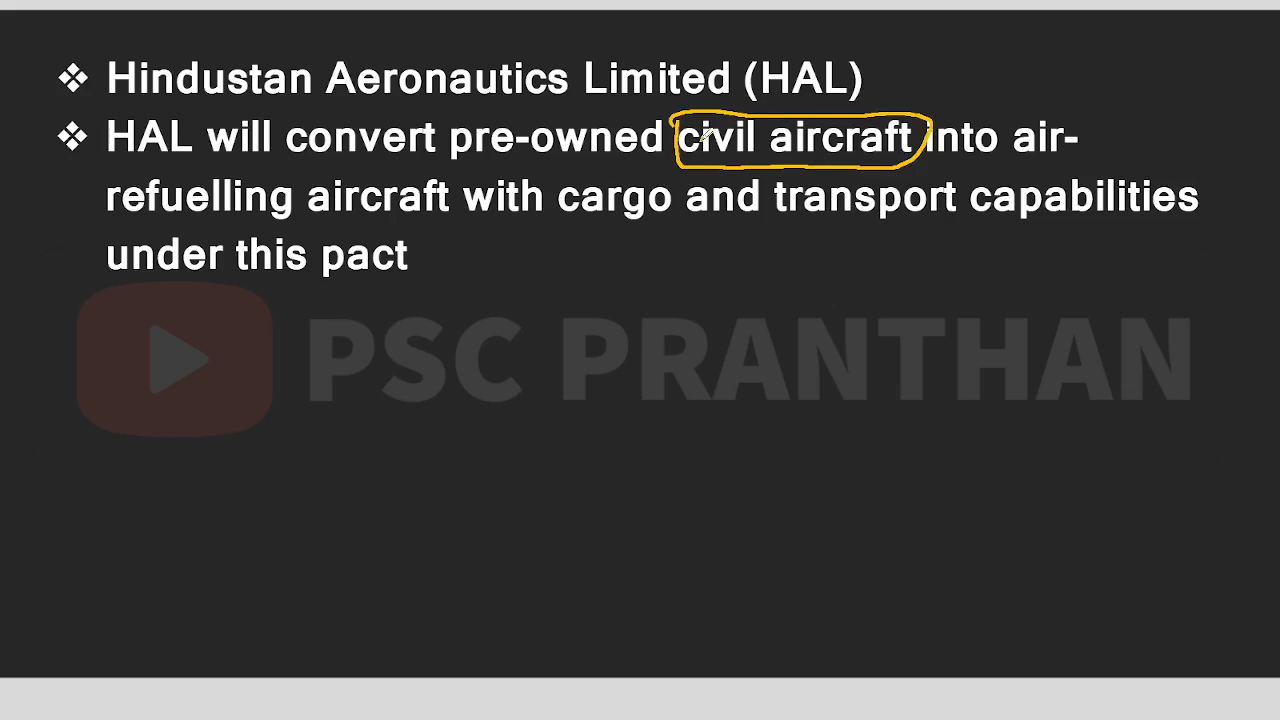 ❖ Hindustan Aeronautics Limited (HAL)
❖ HAL will convert pre-owned civil aircraft into air-
refuelling aircraft with cargo and transport capabilities
under this pact
PSC PRANTHAN